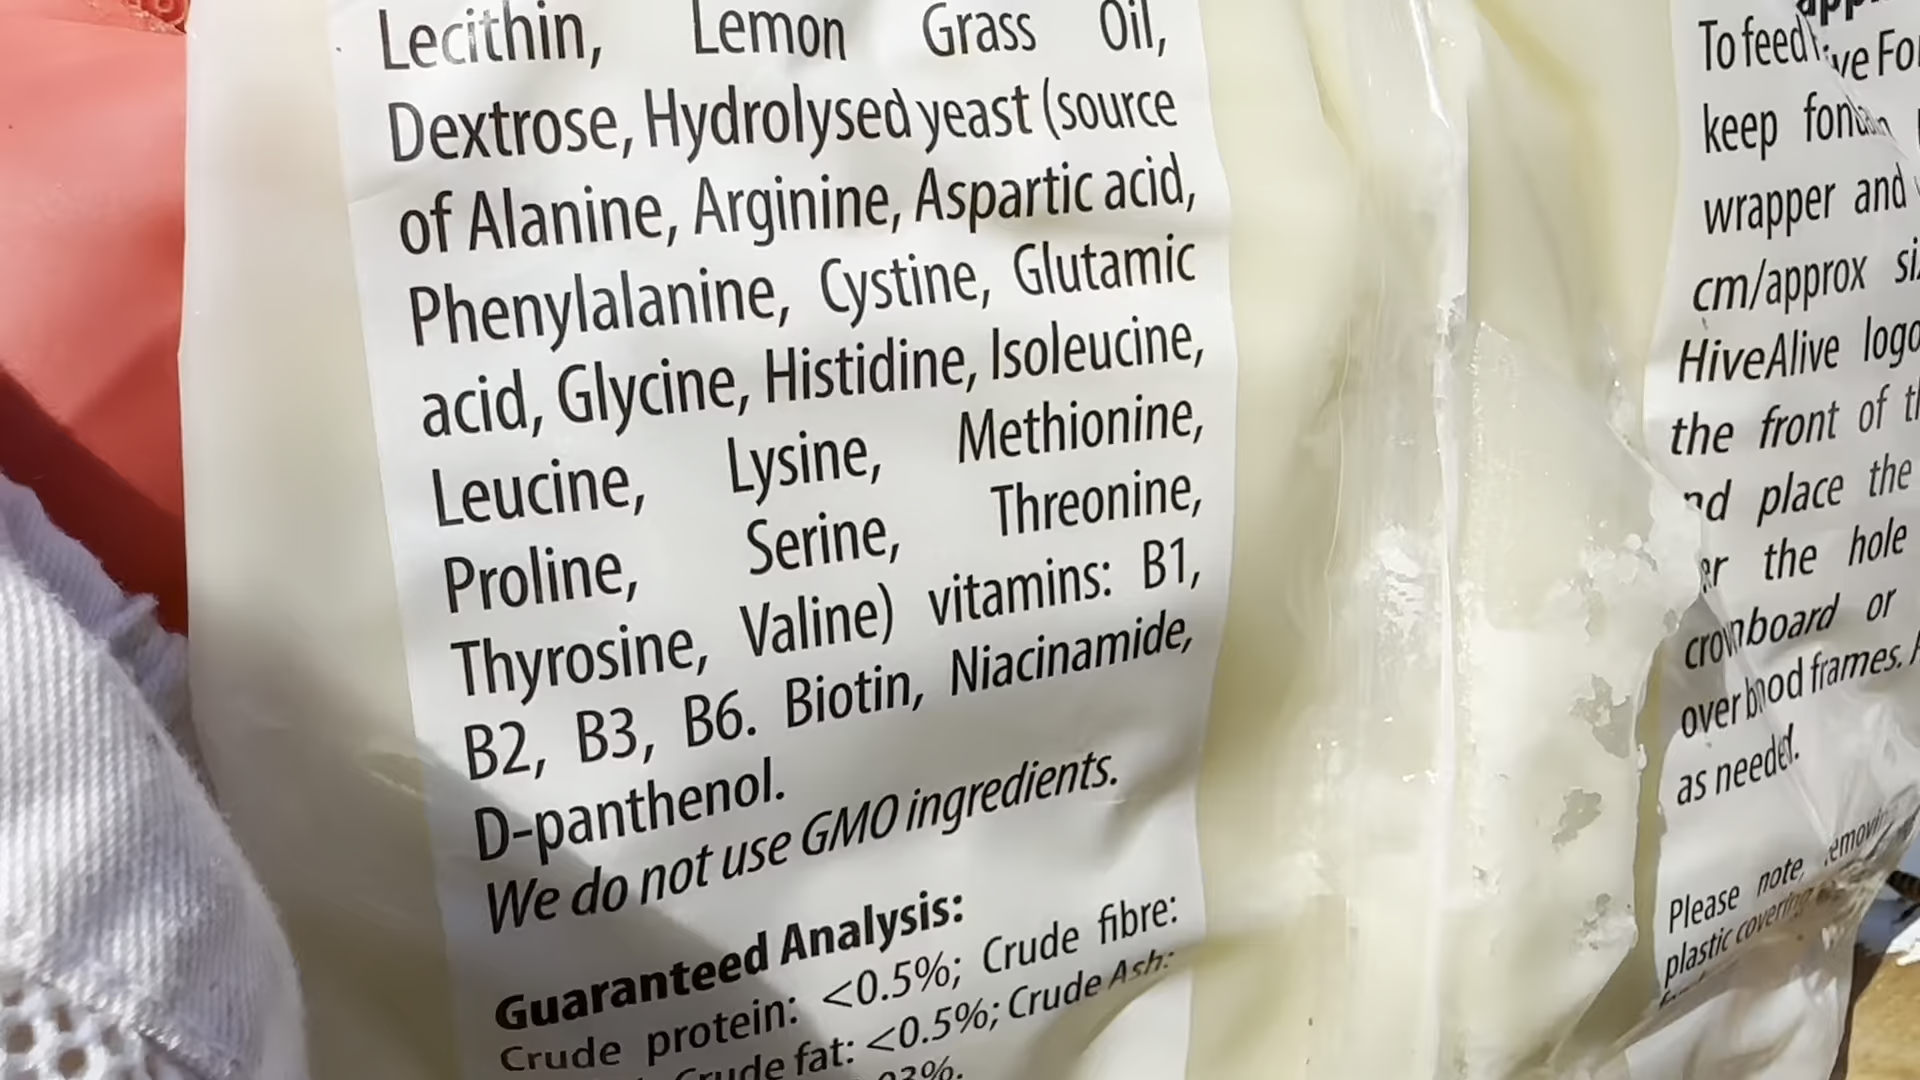 Lecithin, Lemon Grass Oil,
Dextrose, Hydrolysed yeast (source
of Alanine, Arginine, Aspartic acid,
Phenylalanine, Cystine, Glutamic
acid, Glycine, Histidine, Isoleucine,
Leucine, Lysine, Methionine,
Proline, Serine, Threonine,
Thyrosine, Valine) vitamins: B1,
B2, B3, B6. Biotin, Niacinamide,
D-panthenol.
We do not use GMO ingredients.
Guaranteed Analysis:
Crude protein: <0.5%; Crude fibre:
Crude fat: <0.5%; Crude Ash:
To feed
keep
wrapper and
cm/approx
HiveAlive logo
the front of
place the
the hole
crownboard or
over brood frames.
as needed.
Please note,
plastic covering